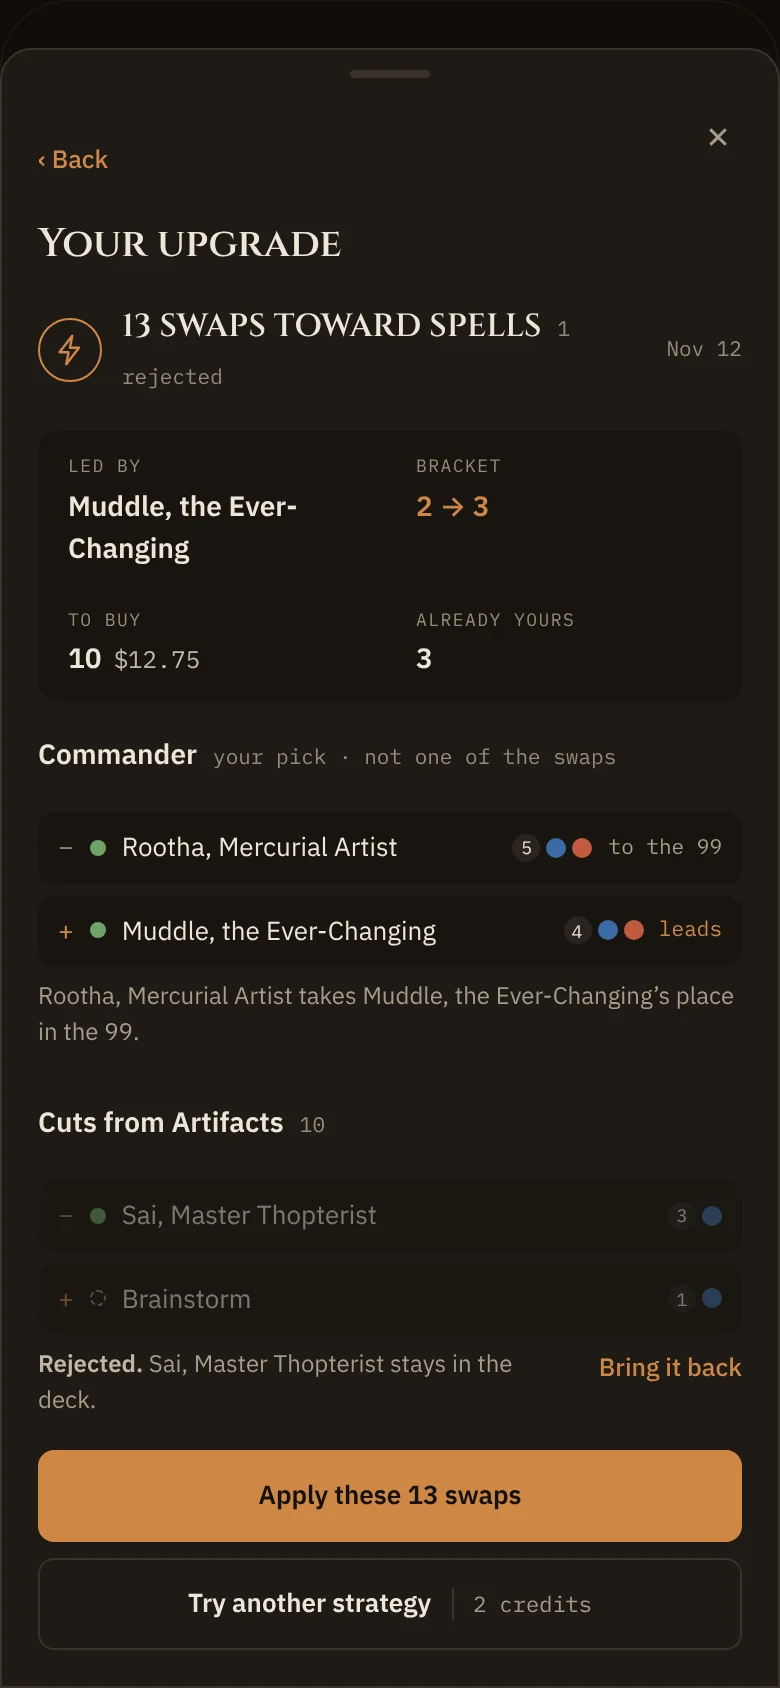 ‹ Back
✕
Your upgrade
13 swaps toward spells 1
rejected
Nov 12
LED BY
BRACKET
Muddle, the Ever-
Changing
2 → 3
TO BUY
ALREADY YOURS
10 $12.75
3
Commander your pick · not one of the swaps
− Rootha, Mercurial Artist 5 to the 99
+ Muddle, the Ever-Changing 4 leads
Rootha, Mercurial Artist takes Muddle, the Ever-Changing’s place
in the 99.
Cuts from Artifacts 10
− Sai, Master Thopterist 3
+ Brainstorm 1
Rejected. Sai, Master Thopterist stays in the
deck.
Bring it back
Apply these 13 swaps
Try another strategy 2 credits